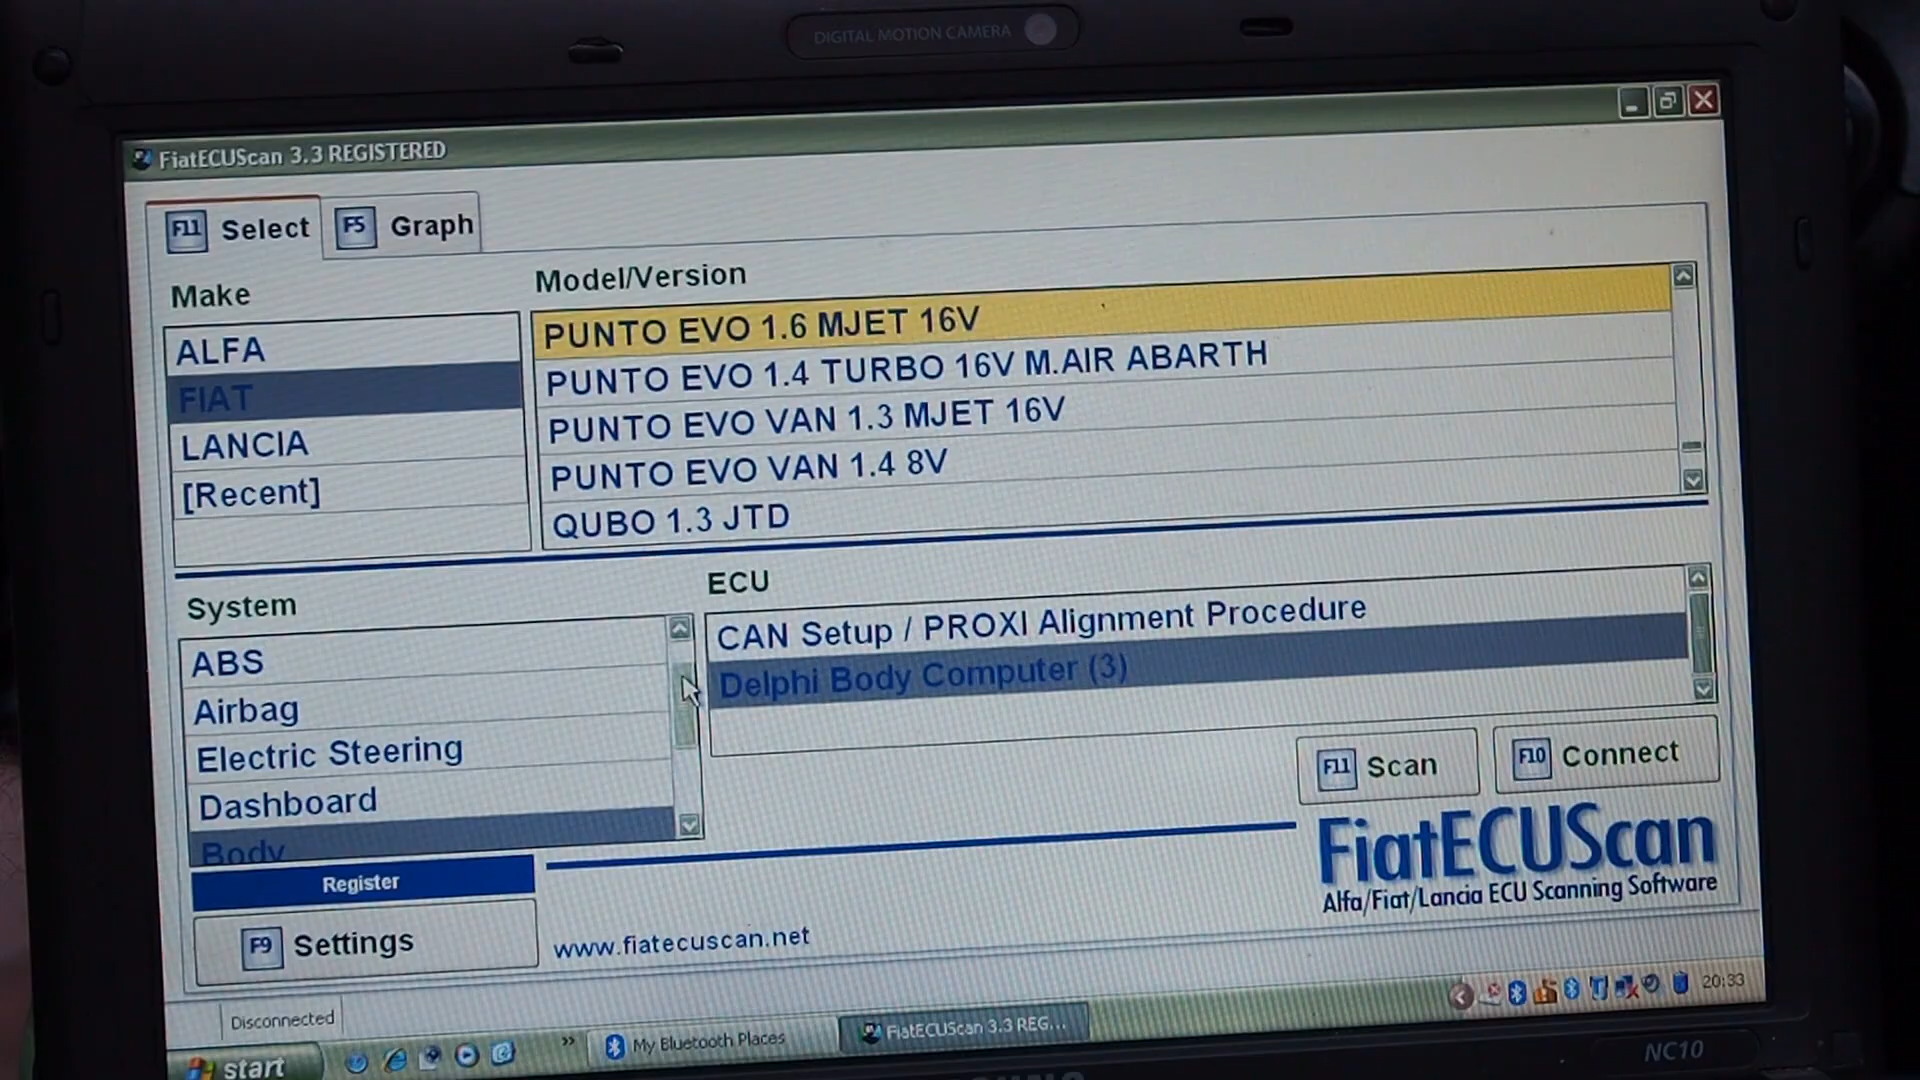 DIGITAL MOTION CAMERA
FiatECUScan 3.3 REGISTERED
F11 Select
F5 Graph
Make
Model/Version
ALFA
FIAT
LANCIA
[Recent]
PUNTO EVO 1.6 MJET 16V
PUNTO EVO 1.4 TURBO 16V M.AIR ABARTH
PUNTO EVO VAN 1.3 MJET 16V
PUNTO EVO VAN 1.4 8V
QUBO 1.3 JTD
System
ECU
ABS
Airbag
Electric Steering
Dashboard
Body
CAN Setup / PROXI Alignment Procedure
Delphi Body Computer (3)
F11 Scan
F10 Connect
Register
F9 Settings
www.fiatecuscan.net
FiatECUScan
Alfa/Fiat/Lancia ECU Scanning Software
Disconnected
start
My Bluetooth Places
FiatECUScan 3.3 REG...
20:33
NC10